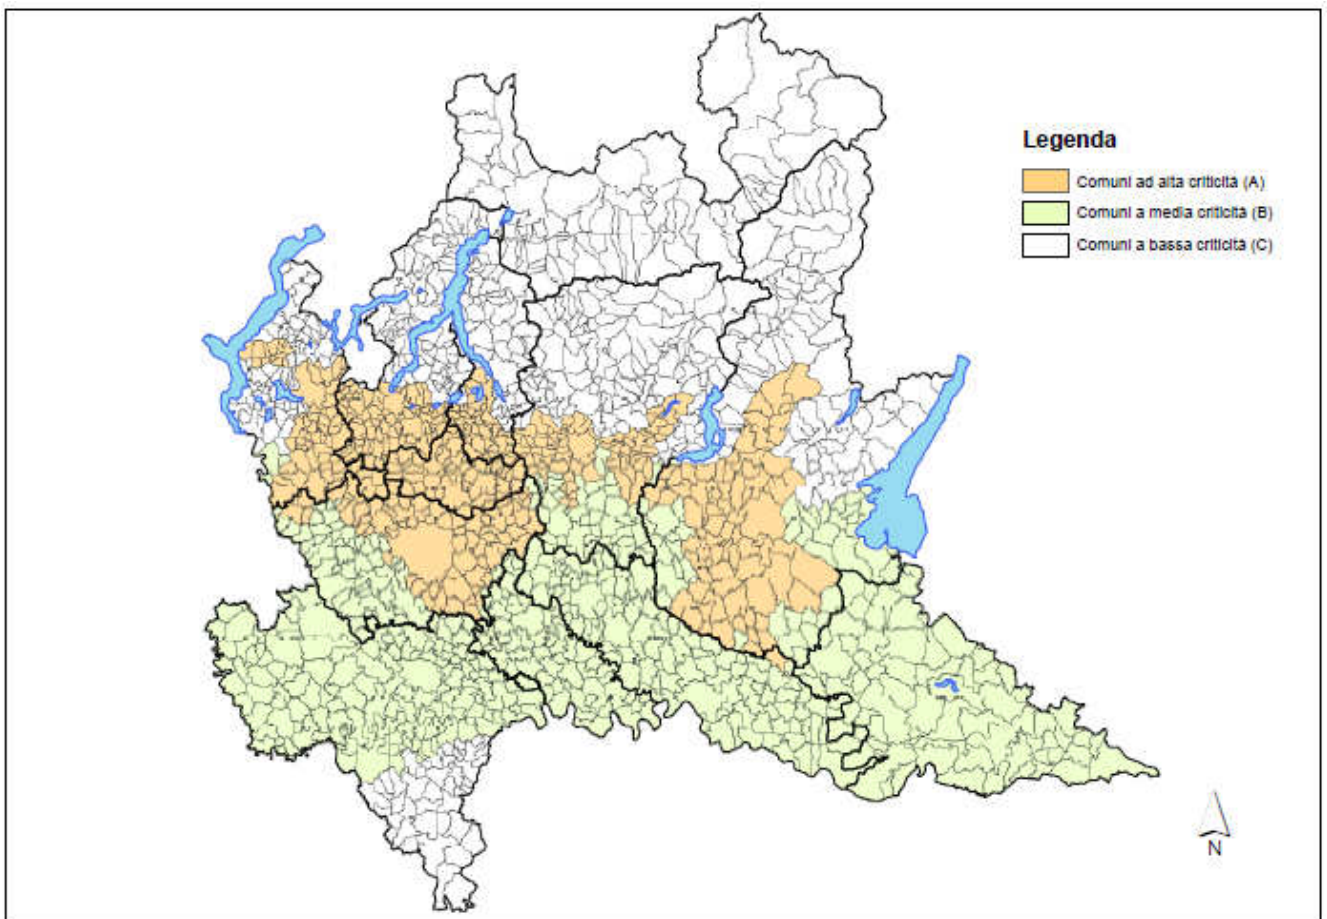 Legenda
Comuni ad alta criticità (A)
Comuni a media criticità (B)
Comuni a bassa criticità (C)
N